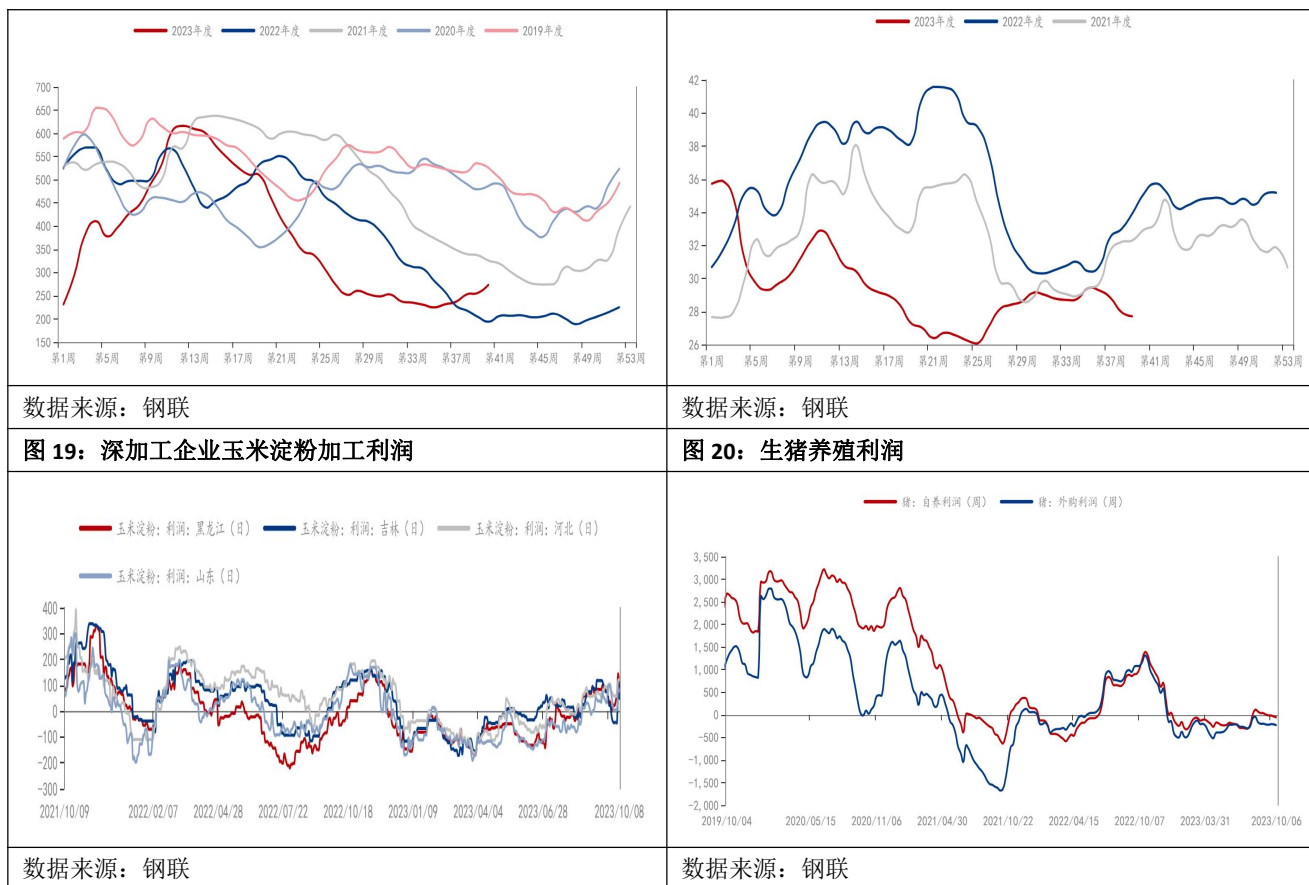 2023年度 2022年度 2021年度 2020年度 2019年度
700
650
600
550
500
450
400
350
300
250
200
150
第1周 第5周 第9周 第13周 第17周 第21周 第25周 第29周 第33周 第37周 第41周 第45周 第49周 第53周
2023年度 2022年度 2021年度
42
40
38
36
34
32
30
28
26
第1周 第5周 第9周 第13周 第17周 第21周 第25周 第29周 第33周 第37周 第41周 第45周 第49周 第53周
数据来源：钢联
数据来源：钢联
图 19：深加工企业玉米淀粉加工利润
图 20：生猪养殖利润
玉米淀粉：利润：黑龙江（日） 玉米淀粉：利润：吉林（日） 玉米淀粉：利润：河北（日）
玉米淀粉：利润：山东（日）
400
300
200
100
0
-100
-200
-300
2021/10/09 2022/02/07 2022/04/28 2022/07/22 2022/10/18 2023/01/09 2023/04/04 2023/06/28 2023/10/08
猪：自养利润（周） 猪：外购利润（周）
3,500
3,000
2,500
2,000
1,500
1,000
500
0
-500
-1,000
-1,500
-2,000
2019/10/04 2020/05/15 2020/11/06 2021/04/30 2021/10/22 2022/04/15 2022/10/07 2023/03/31 2023/10/06
数据来源：钢联
数据来源：钢联